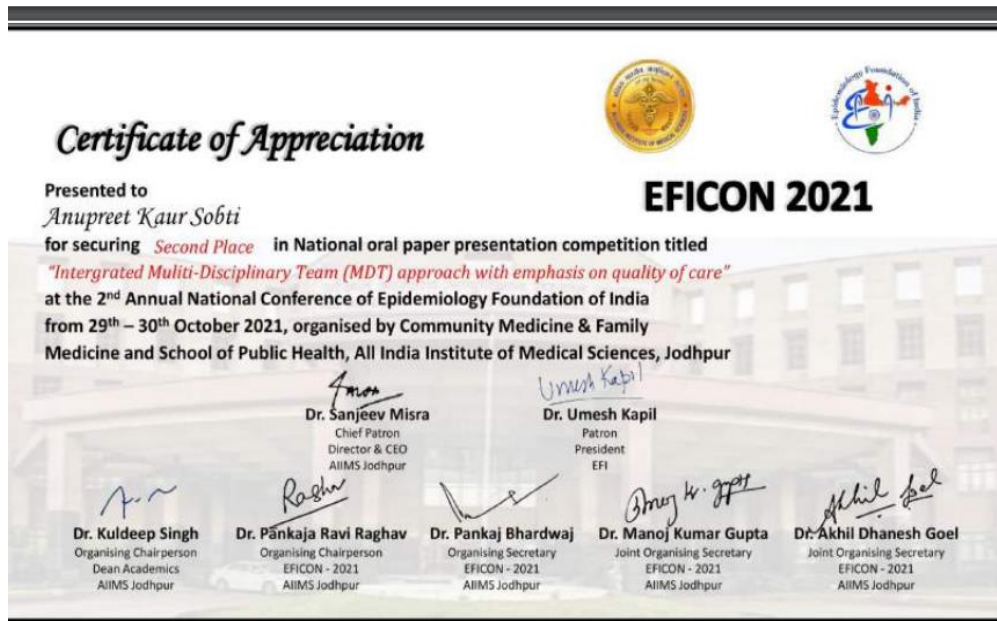 Epidemiology Foundation of India
Certificate of Appreciation
EFICON 2021
Presented to
Anupreet Kaur Sobti
for securing Second Place in National oral paper presentation competition titled
"Intergrated Muliti-Disciplinary Team (MDT) approach with emphasis on quality of care"
at the 2nd Annual National Conference of Epidemiology Foundation of India
from 29th – 30th October 2021, organised by Community Medicine & Family
Medicine and School of Public Health, All India Institute of Medical Sciences, Jodhpur
Umesh Kapil
Dr. Sanjeev Misra
Chief Patron
Director & CEO
AIIMS Jodhpur
Dr. Umesh Kapil
Patron
President
EFI
Dr. Kuldeep Singh
Organising Chairperson
Dean Academics
AIIMS Jodhpur
Dr. Pankaja Ravi Raghav
Organising Chairperson
EFICON - 2021
AIIMS Jodhpur
Dr. Pankaj Bhardwaj
Organising Secretary
EFICON - 2021
AIIMS Jodhpur
Dr. Manoj Kumar Gupta
Joint Organising Secretary
EFICON - 2021
AIIMS Jodhpur
Dr. Akhil Dhanesh Goel
Joint Organising Secretary
EFICON - 2021
AIIMS Jodhpur